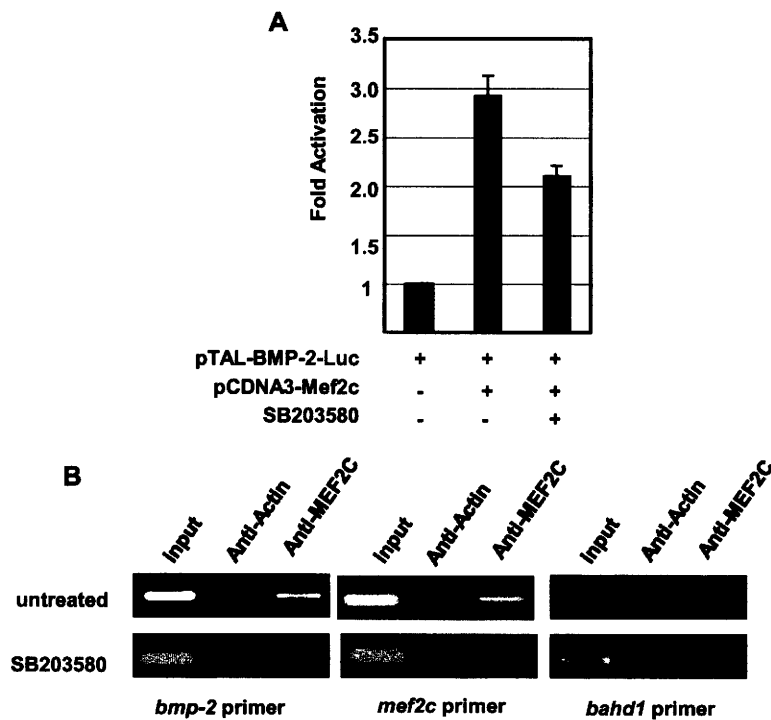 A
3.5
3.0
2.5
2.0
1.5
1
Fold Activation
pTAL-BMP-2-Luc + + +
pCDNA3-Mef2c - + +
SB203580 - - +
B
Input Anti-Actin Anti-MEF2C Input Anti-Actin Anti-MEF2C Input Anti-Actin Anti-MEF2C
untreated
SB203580
bmp-2 primer mef2c primer bahd1 primer